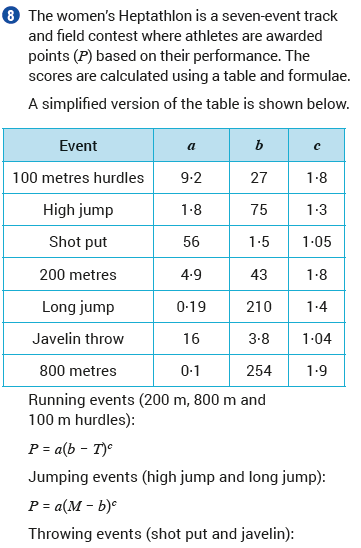 8 The women's Heptathlon is a seven-event track
and field contest where athletes are awarded
points (P) based on their performance. The
scores are calculated using a table and formulae.
A simplified version of the table is shown below.
Event a b c
100 metres hurdles 9·2 27 1·8
High jump 1·8 75 1·3
Shot put 56 1·5 1·05
200 metres 4·9 43 1·8
Long jump 0·19 210 1·4
Javelin throw 16 3·8 1·04
800 metres 0·1 254 1·9
Running events (200 m, 800 m and
100 m hurdles):
P = a(b − T)ᶜ
Jumping events (high jump and long jump):
P = a(M − b)ᶜ
Throwing events (shot put and javelin):